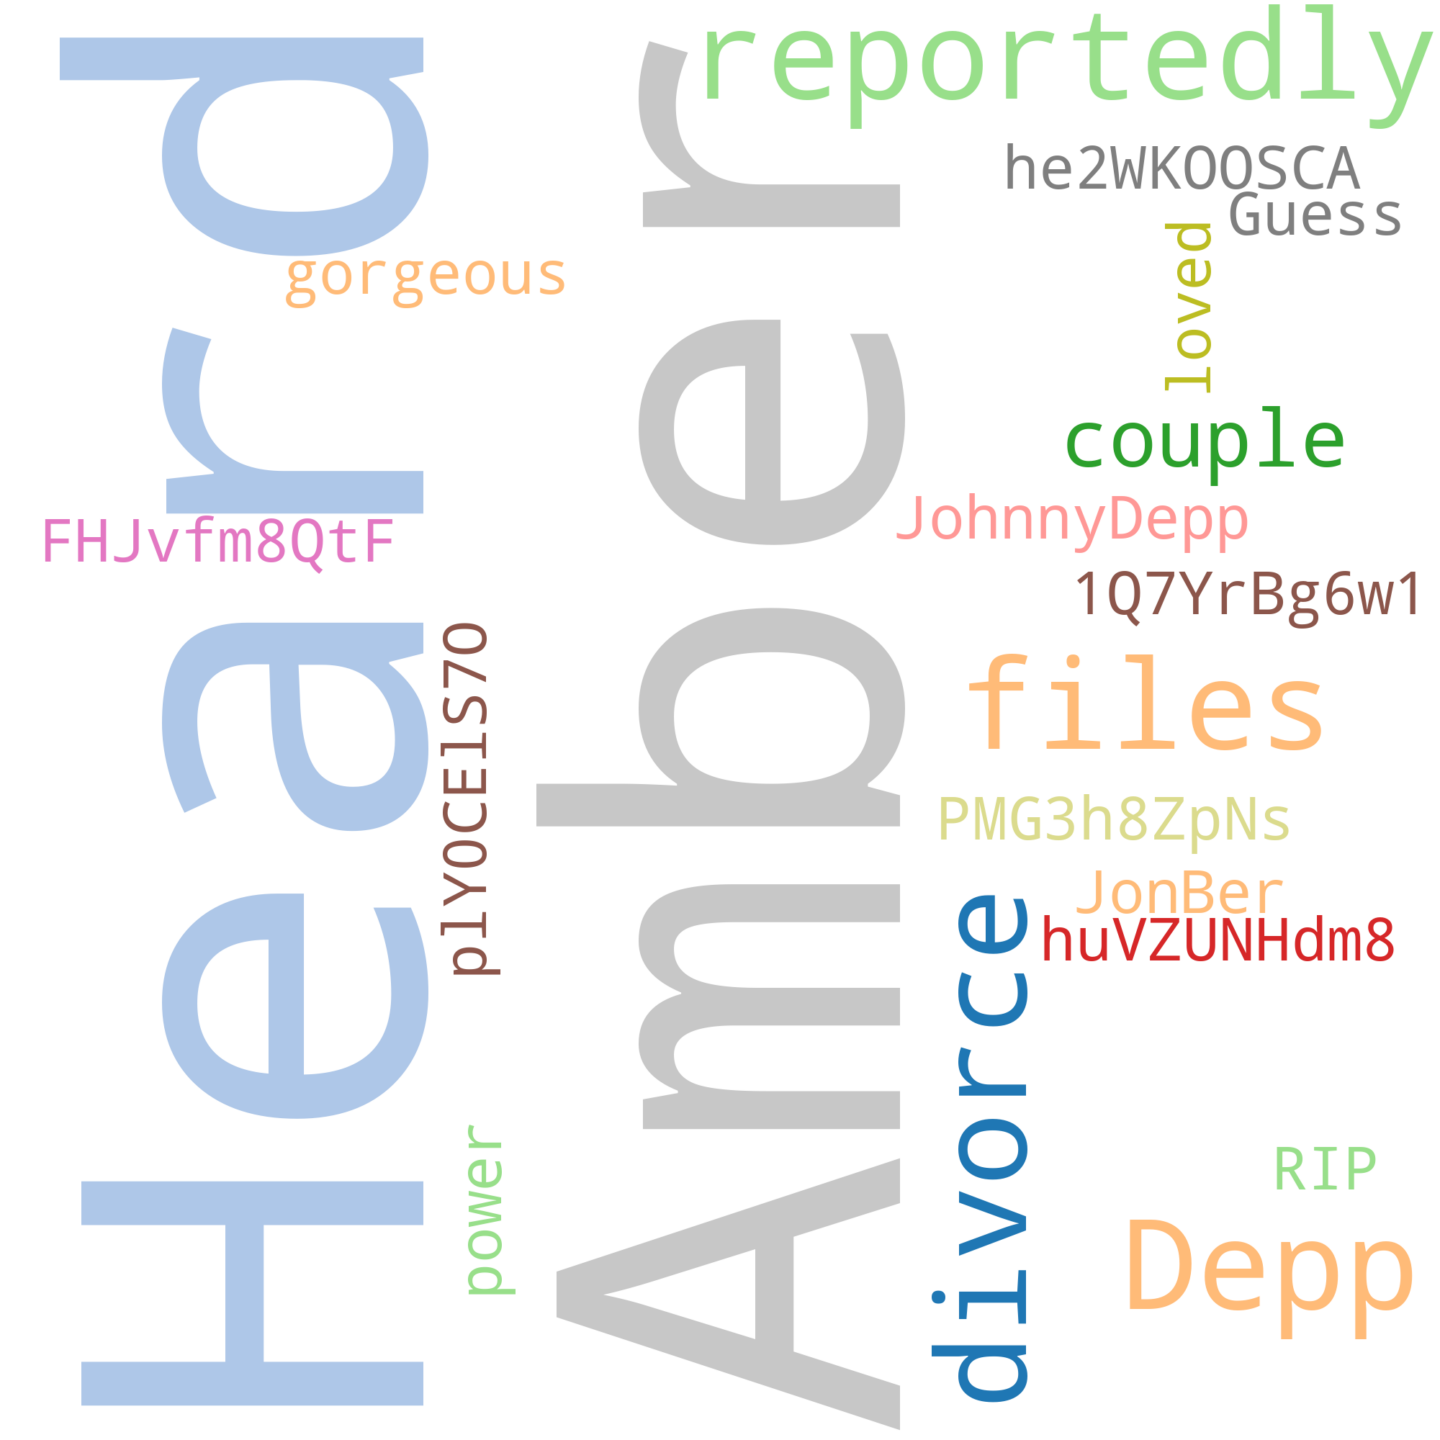 Heard
Amber
reportedly
he2WKOOSCA
Guess
loved
gorgeous
couple
JohnnyDepp
FHJvfm8QtF
1Q7YrBg6w1
plYOCElS7O
files
PMG3h8ZpNs
JonBer
huVZUNHdm8
divorce
power
RIP
Depp